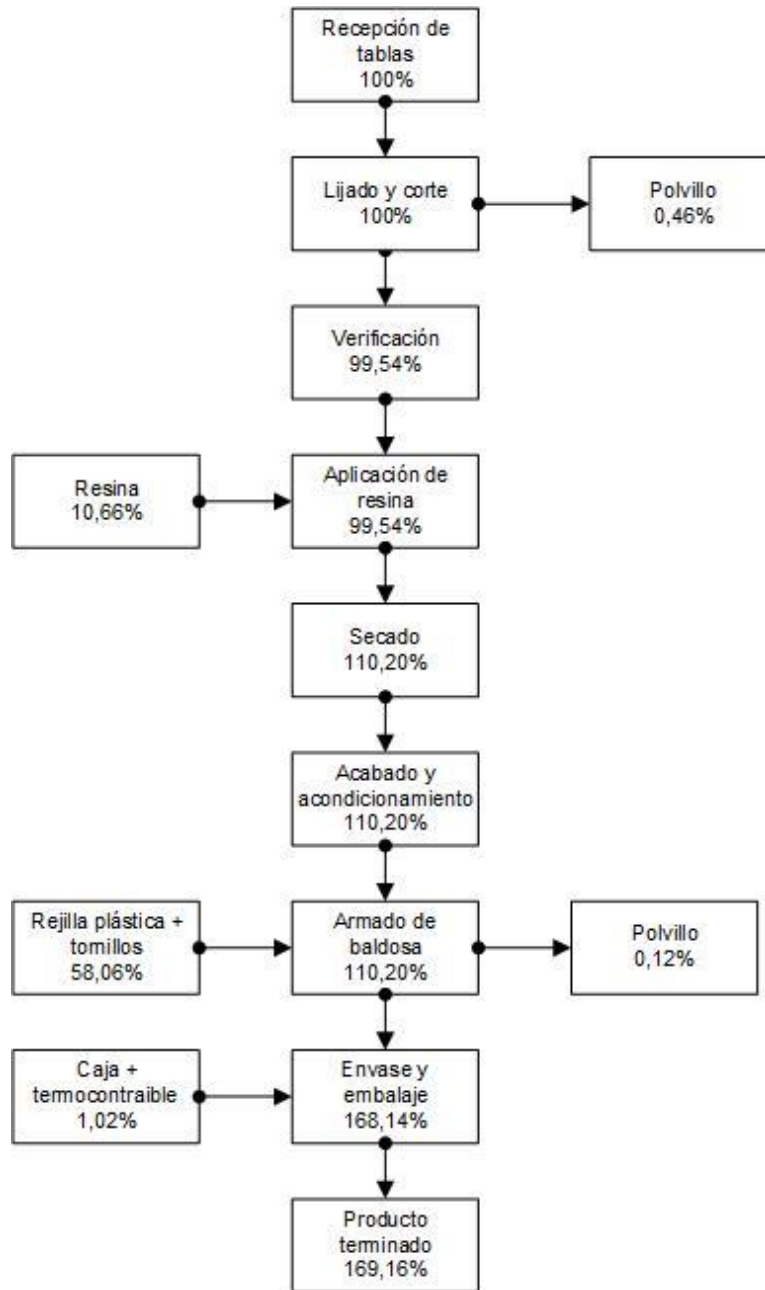 Recepción de
tablas
100%
Lijado y corte
100%
Polvillo
0,46%
Verificación
99,54%
Resina
10,66%
Aplicación de
resina
99,54%
Secado
110,20%
Acabado y
acondicionamiento
110,20%
Rejilla plástica +
tornillos
58,06%
Armado de
baldosa
110,20%
Polvillo
0,12%
Caja +
termocontraible
1,02%
Envase y
embalaje
168,14%
Producto
terminado
169,16%